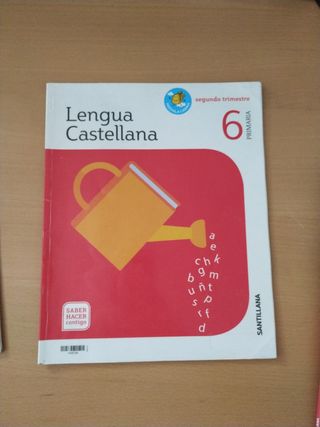 segundo trimestre
Lengua
Castellana
6
PRIMARIA
a
e
c h k
g m
b ñ t
u p
s f
r
d
SABER
HACER
contigo
SANTILLANA